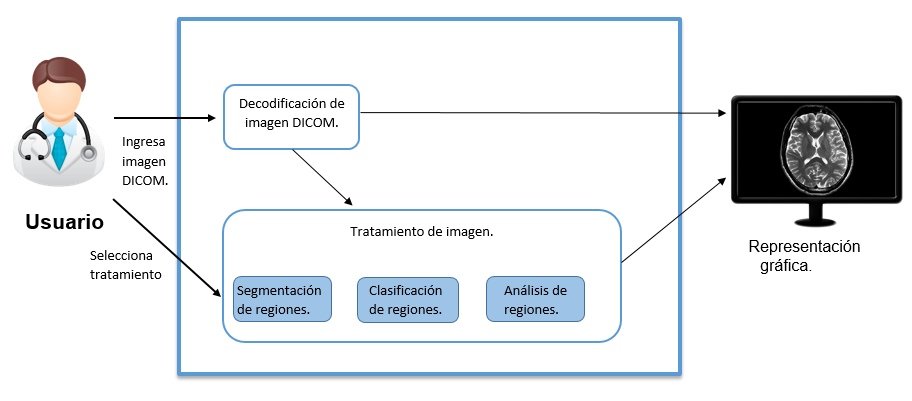 Decodificación de
imagen DICOM.
Ingresa
imagen
DICOM.
Usuario
Selecciona
tratamiento
Tratamiento de imagen.
Segmentación
de regiones.
Clasificación
de regiones.
Análisis de
regiones.
Representación
gráfica.